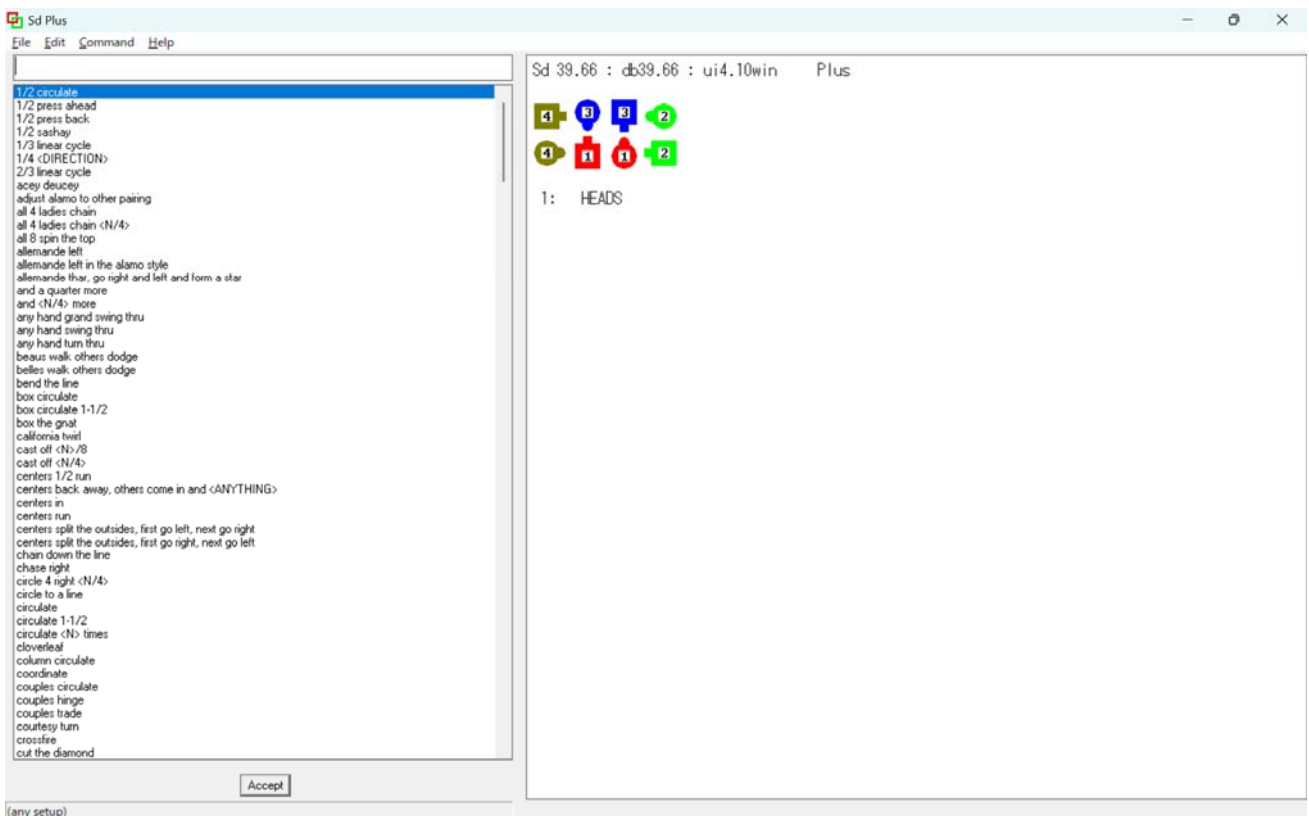 Sd Plus
File Edit Command Help
1/2 circulate
1/2 press ahead
1/2 press back
1/2 sashay
1/3 linear cycle
1/4 <DIRECTION>
2/3 linear cycle
acey deucey
adjust alamo to other pairing
all 4 ladies chain
all 4 ladies chain <N/4>
all 8 spin the top
allemande left
allemande left in the alamo style
allemande thar, go right and left and form a star
and a quarter more
and <N/4> more
any hand grand swing thru
any hand swing thru
any hand turn thru
beaus walk others dodge
belles walk others dodge
bend the line
box circulate
box circulate 1-1/2
box the gnat
california twirl
cast off <N>/8
cast off <N/4>
centers 1/2 run
centers back away, others come in and <ANYTHING>
centers in
centers run
centers split the outsides, first go left, next go right
centers split the outsides, first go right, next go left
chain down the line
chase right
circle 4 right <N/4>
circle to a line
circulate
circulate 1-1/2
circulate <N> times
cloverleaf
column circulate
coordinate
couples circulate
couples hinge
couples trade
courtesy turn
crossfire
cut the diamond
Accept
(any setup)
Sd 39.66 : db39.66 : ui4.10win Plus
4 3 3 2
4 1 1 2
1: HEADS